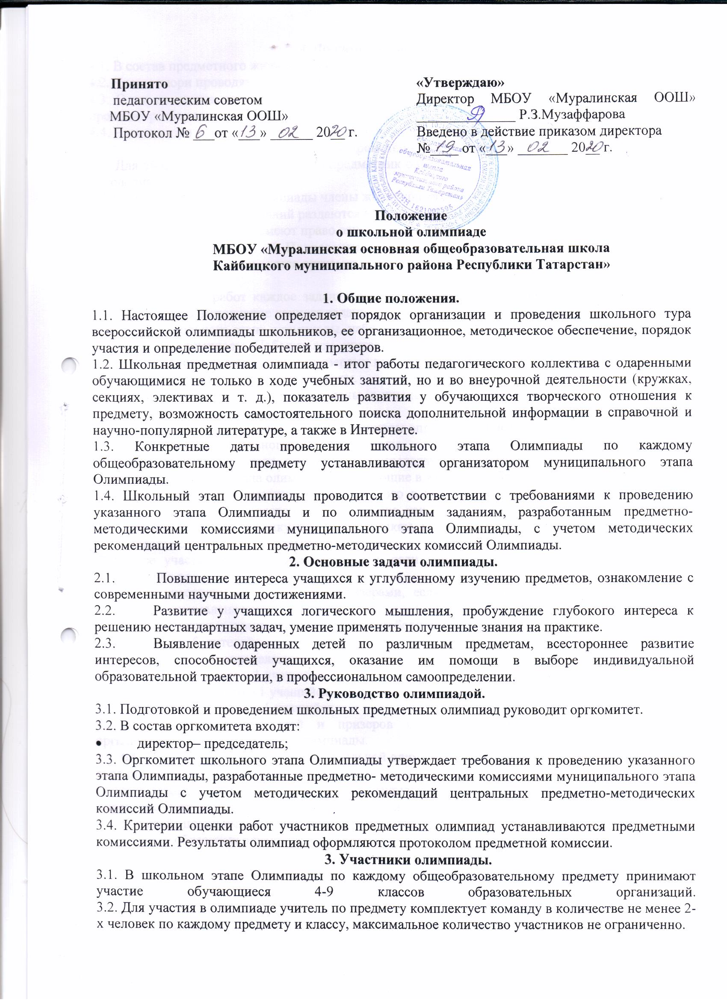 Принято
педагогическим советом
МБОУ «Муралинская ООШ»
Протокол № 6 от «13» 02 2020 г.
«Утверждаю»
Директор МБОУ «Муралинская ООШ»
Р.З.Музаффарова
Введено в действие приказом директора
№ 19 от «13» 02 2020 г.
общеобразовательная
школа
муниципального района
Республики Татарстан»
ИНН 1621002595
Положение
о школьной олимпиаде
МБОУ «Муралинская основная общеобразовательная школа
Кайбицкого муниципального района Республики Татарстан»
1. Общие положения.
1.1. Настоящее Положение определяет порядок организации и проведения школьного тура
всероссийской олимпиады школьников, ее организационное, методическое обеспечение, порядок
участия и определение победителей и призеров.
1.2. Школьная предметная олимпиада - итог работы педагогического коллектива с одаренными
обучающимися не только в ходе учебных занятий, но и во внеурочной деятельности (кружках,
секциях, элективах и т. д.), показатель развития у обучающихся творческого отношения к
предмету, возможность самостоятельного поиска дополнительной информации в справочной и
научно-популярной литературе, а также в Интернете.
1.3. Конкретные даты проведения школьного этапа Олимпиады по каждому
общеобразовательному предмету устанавливаются организатором муниципального этапа
Олимпиады.
1.4. Школьный этап Олимпиады проводится в соответствии с требованиями к проведению
указанного этапа Олимпиады и по олимпиадным заданиям, разработанным предметно-
методическими комиссиями муниципального этапа Олимпиады, с учетом методических
рекомендаций центральных предметно-методических комиссий Олимпиады.
2. Основные задачи олимпиады.
2.1. Повышение интереса учащихся к углубленному изучению предметов, ознакомление с
современными научными достижениями.
2.2. Развитие у учащихся логического мышления, пробуждение глубокого интереса к
решению нестандартных задач, умение применять полученные знания на практике.
2.3. Выявление одаренных детей по различным предметам, всестороннее развитие
интересов, способностей учащихся, оказание им помощи в выборе индивидуальной
образовательной траектории, в профессиональном самоопределении.
3. Руководство олимпиадой.
3.1. Подготовкой и проведением школьных предметных олимпиад руководит оргкомитет.
3.2. В состав оргкомитета входят:
• директор– председатель;
3.3. Оргкомитет школьного этапа Олимпиады утверждает требования к проведению указанного
этапа Олимпиады, разработанные предметно- методическими комиссиями муниципального этапа
Олимпиады с учетом методических рекомендаций центральных предметно-методических
комиссий Олимпиады.
3.4. Критерии оценки работ участников предметных олимпиад устанавливаются предметными
комиссиями. Результаты олимпиад оформляются протоколом предметной комиссии.
3. Участники олимпиады.
3.1. В школьном этапе Олимпиады по каждому общеобразовательному предмету принимают
участие обучающиеся 4-9 классов образовательных организаций.
3.2. Для участия в олимпиаде учитель по предмету комплектует команду в количестве не менее 2-
х человек по каждому предмету и классу, максимальное количество участников не ограниченно.